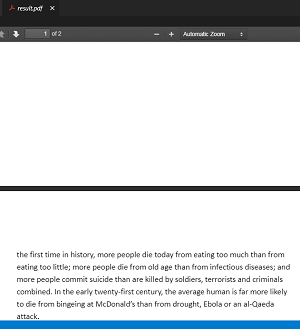 result.pdf ×
1 of 2 − + Automatic Zoom
the first time in history, more people die today from eating too much than from
eating too little; more people die from old age than from infectious diseases; and
more people commit suicide than are killed by soldiers, terrorists and criminals
combined. In the early twenty-first century, the average human is far more likely
to die from bingeing at McDonald's than from drought, Ebola or an al-Qaeda
attack.